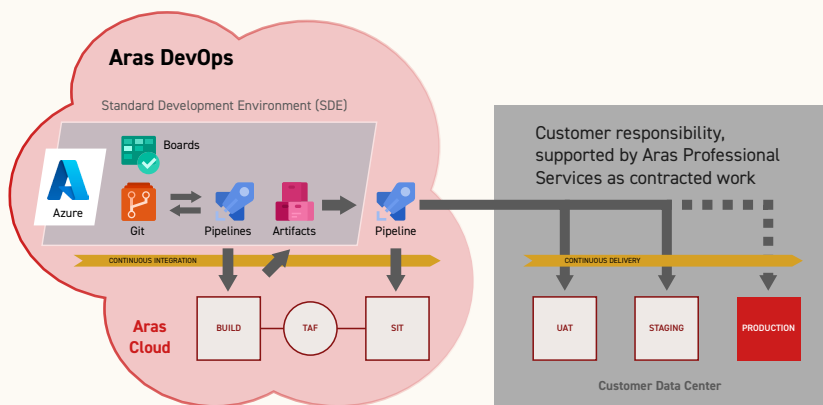 Aras DevOps
Standard Development Environment (SDE)
Boards
Azure
Git
Pipelines
Artifacts
Pipeline
CONTINUOUS INTEGRATION
Aras
Cloud
BUILD
TAF
SIT
Customer responsibility,
supported by Aras Professional
Services as contracted work
CONTINUOUS DELIVERY
UAT
STAGING
PRODUCTION
Customer Data Center